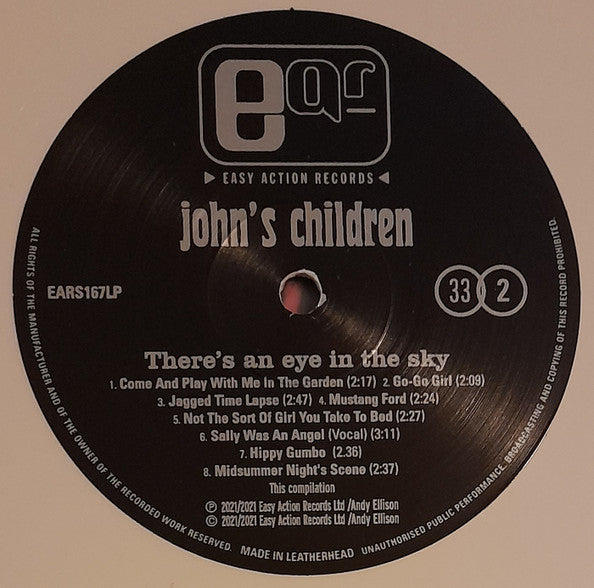 ear
▶ EASY ACTION RECORDS ◀
john's children
EARS167LP
33 2
There's an eye in the sky
1. Come And Play With Me In The Garden (2:17) 2. Go-Go Girl (2:09)
3. Jagged Time Lapse (2:47) 4. Mustang Ford (2:24)
5. Not The Sort Of Girl You Take To Bed (2:27)
6. Sally Was An Angel (Vocal) (3:11)
7. Hippy Gumbo (2.36)
8. Midsummer Night's Scene (2:37)
This compilation
℗ 2021/2021 Easy Action Records Ltd /Andy Ellison
© 2021/2021 Easy Action Records Ltd /Andy Ellison
ALL RIGHTS OF THE MANUFACTURER AND OF THE OWNER OF THE RECORDED WORK RESERVED. MADE IN LEATHERHEAD UNAUTHORISED PUBLIC PERFORMANCE, BROADCASTING AND COPYING OF THIS RECORD PROHIBITED.